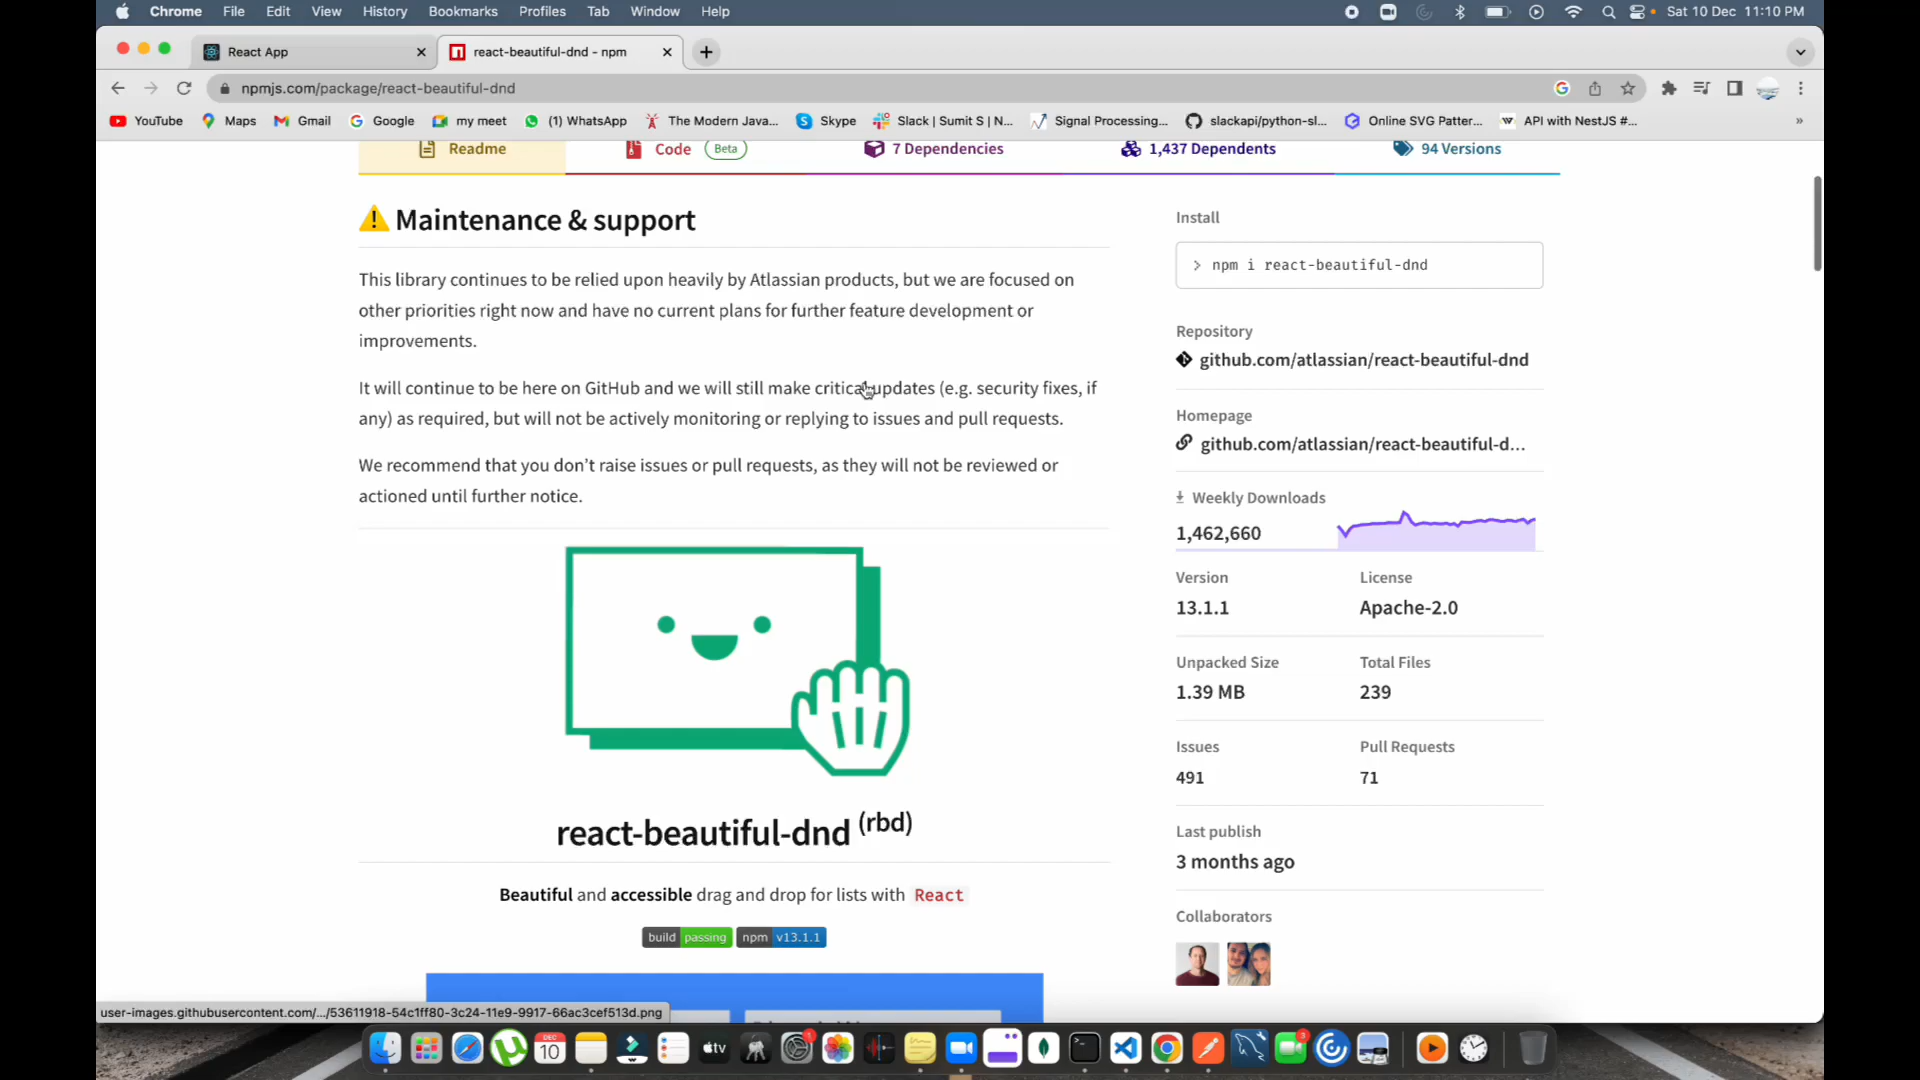 Chrome File Edit View History Bookmarks Profiles Tab Window Help Sat 10 Dec 11:10 PM
React App react-beautiful-dnd - npm
npmjs.com/package/react-beautiful-dnd
YouTube Maps Gmail Google my meet (1) WhatsApp The Modern Java... Skype Slack | Sumit S | N... Signal Processing... slackapi/python-sl... Online SVG Patter... API with NestJS #... »
Readme Code Beta 7 Dependencies 1,437 Dependents 94 Versions
Maintenance & support
This library continues to be relied upon heavily by Atlassian products, but we are focused on
other priorities right now and have no current plans for further feature development or
improvements.
It will continue to be here on GitHub and we will still make critical updates (e.g. security fixes, if
any) as required, but will not be actively monitoring or replying to issues and pull requests.
We recommend that you don't raise issues or pull requests, as they will not be reviewed or
actioned until further notice.
react-beautiful-dnd (rbd)
Beautiful and accessible drag and drop for lists with React
build passing npm v13.1.1
Install
> npm i react-beautiful-dnd
Repository
github.com/atlassian/react-beautiful-dnd
Homepage
github.com/atlassian/react-beautiful-d...
Weekly Downloads
1,462,660
Version License
13.1.1 Apache-2.0
Unpacked Size Total Files
1.39 MB 239
Issues Pull Requests
491 71
Last publish
3 months ago
Collaborators
user-images.githubusercontent.com/.../53611918-54c1ff80-3c24-11e9-9917-66ac3cef513d.png
DEC
10
tv
1
3